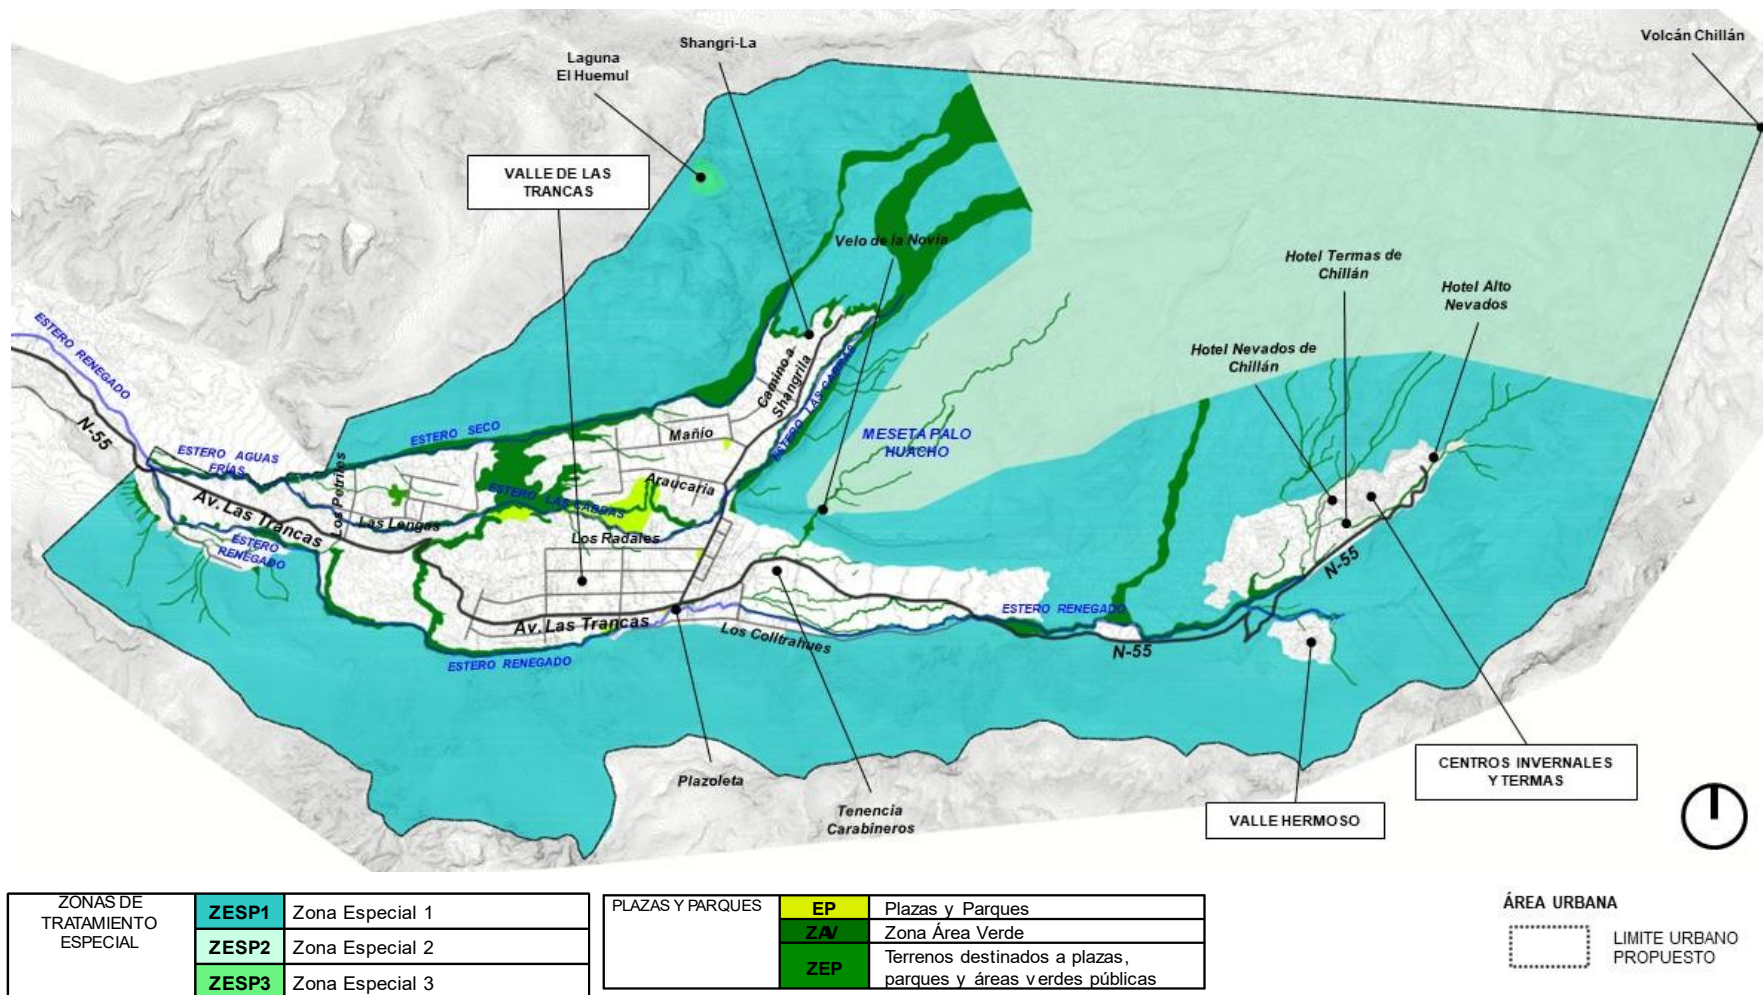 Volcán Chillán
Shangri-La
Laguna
El Huemul
VALLE DE LAS
TRANCAS
Velo de la Novia
Hotel Termas de
Chillán
Hotel Alto
Nevados
Hotel Nevados de
Chillán
ESTERO RENEGADO
N-55
Camino a
Shangrila
ESTERO LAS CABRAS
ESTERO SECO
Mañío
MESETA PALO
HUACHO
ESTERO AGUAS
FRÍAS
Los Petriles
Araucaria
Av. Las Trancas
ESTERO LAS CABRAS
Las Lengas
Los Radales
ESTERO
RENEGADO
N-55
ESTERO RENEGADO
Av. Las Trancas
Los Colltrahues
N-55
ESTERO RENEGADO
Plazoleta
Tenencia
Carabineros
CENTROS INVERNALES
Y TERMAS
VALLE HERMOSO
ZONAS DE
TRATAMIENTO
ESPECIAL
ZESP1 Zona Especial 1
ZESP2 Zona Especial 2
ZESP3 Zona Especial 3
PLAZAS Y PARQUES
EP Plazas y Parques
ZAV Zona Área Verde
ZEP Terrenos destinados a plazas,
parques y áreas verdes públicas
ÁREA URBANA
LIMITE URBANO
PROPUESTO